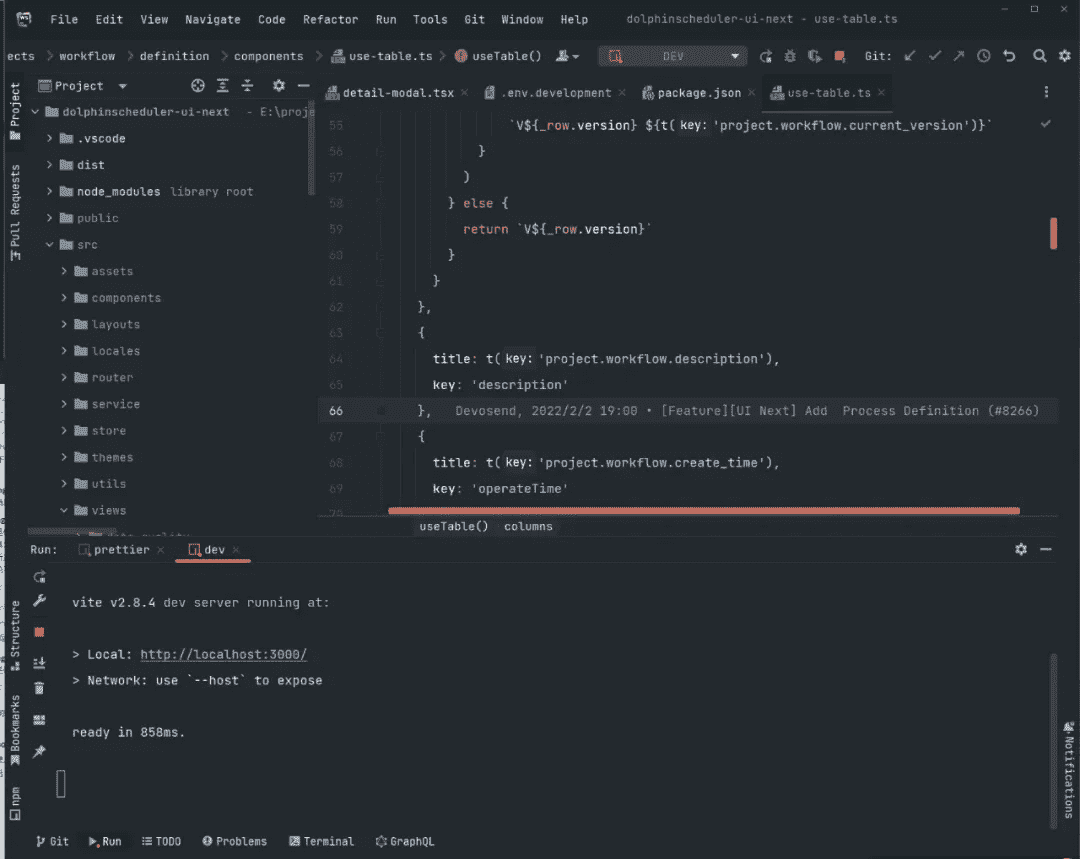 WS File Edit View Navigate Code Refactor Run Tools Git Window Help dolphinscheduler-ui-next - use-table.ts
ects workflow definition components use-table.ts useTable() DEV Git:
Project
detail-modal.tsx .env.development package.json use-table.ts
dolphinscheduler-ui-next - E:\proje
.vscode
dist
node_modules library root
public
src
assets
components
layouts
locales
router
service
store
themes
utils
views
55 `V${_row.version} ${t( key: 'project.workflow.current_version')}`
56 }
57 )
58 } else {
59 return `V${_row.version}`
60 }
61 }
62 },
63 {
64 title: t( key: 'project.workflow.description'),
65 key: 'description'
66 }, Devosend, 2022/2/2 19:00 • [Feature][UI Next] Add Process Definition (#8266)
67 {
68 title: t( key: 'project.workflow.create_time'),
69 key: 'operateTime'
70
useTable() columns
Project
Pull Requests
Run: prettier dev
vite v2.8.4 dev server running at:
> Local: http://localhost:3000/
> Network: use `--host` to expose
ready in 858ms.
Structure
Bookmarks
npm
Notifications
Git Run TODO Problems Terminal GraphQL